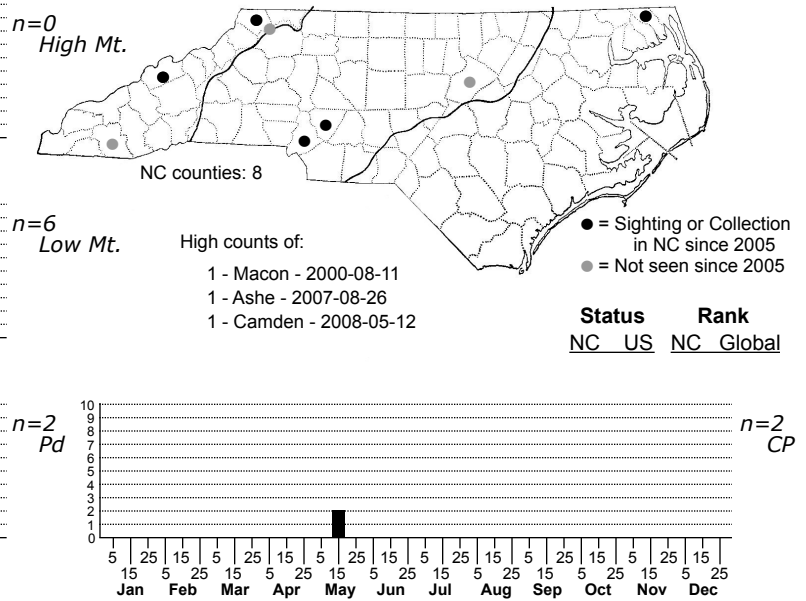 n=0
High Mt.
NC counties: 8
n=6
Low Mt.
High counts of:
1 - Macon - 2000-08-11
1 - Ashe - 2007-08-26
1 - Camden - 2008-05-12
= Sighting or Collection
in NC since 2005
= Not seen since 2005
Status Rank
NC US NC Global
n=2
Pd
10
9
8
7
6
5
4
3
2
1
0
n=2
CP
5 25 15 5 25 15 5 25 15 5 25 15 5 25 15 5 25 15
15 5 25 15 5 25 15 5 25 15 5 25 15 5 25 15 5 25
Jan Feb Mar Apr May Jun Jul Aug Sep Oct Nov Dec